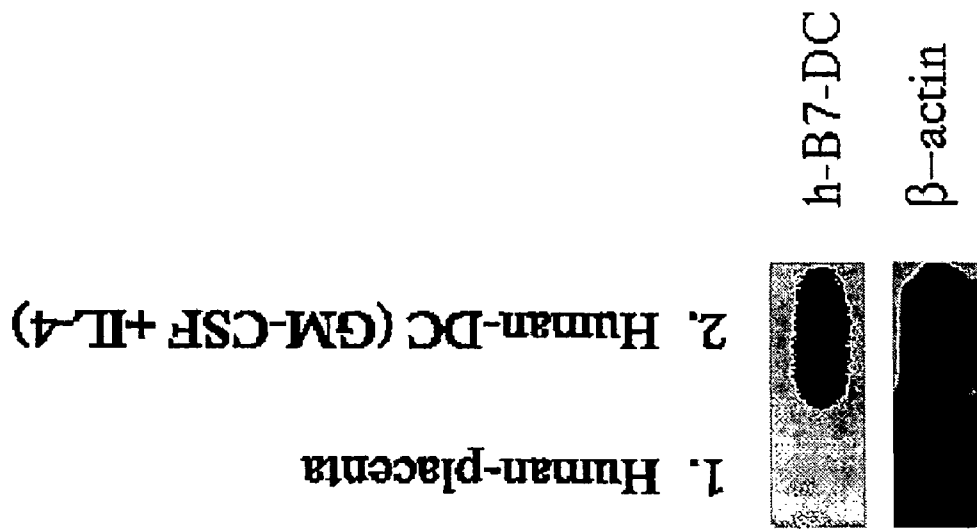 1. Human-placenta
2. Human-DC (GM-CSF + IL-4)
h-B7-DC
β-actin